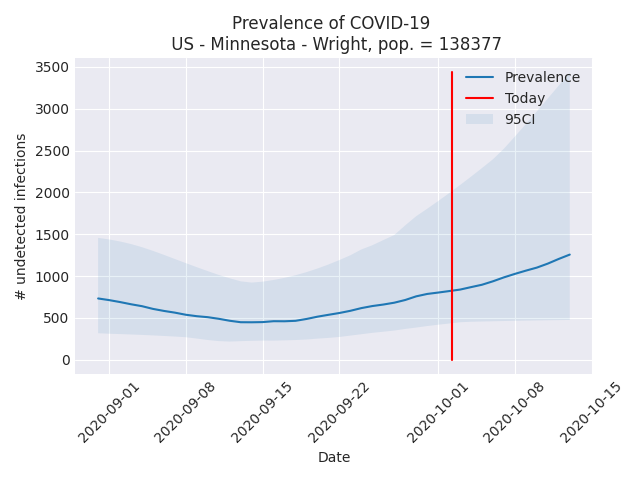 Prevalence of COVID-19
US - Minnesota - Wright, pop. = 138377
3500
3000
2500
2000
1500
1000
500
0
# undetected infections
Prevalence
Today
95CI
2020-09-01
2020-09-08
2020-09-15
2020-09-22
2020-10-01
2020-10-08
2020-10-15
Date